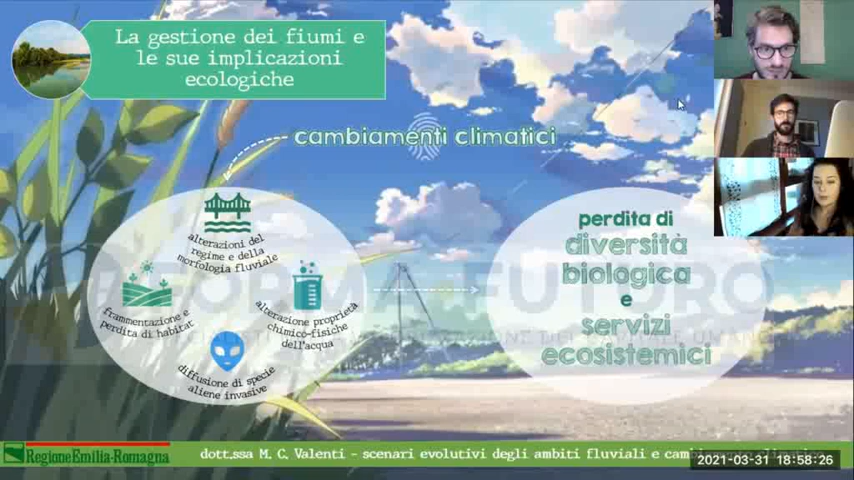 La gestione dei fiumi e
le sue implicazioni
ecologiche
cambiamenti climatici
alterazioni del
regime e della
morfologia fluviale
frammentazione e
perdita di habitat
alterazione proprietà
chimico-fisiche
dell'acqua
diffusione di specie
aliene invasive
perdita di
diversità
biologica
e
servizi
ecosistemici
FORMA FUTURO
RegioneEmilia-Romagna
dott.ssa M. C. Valenti - scenari evolutivi degli ambiti fluviali e
2021-03-31 18:58:26